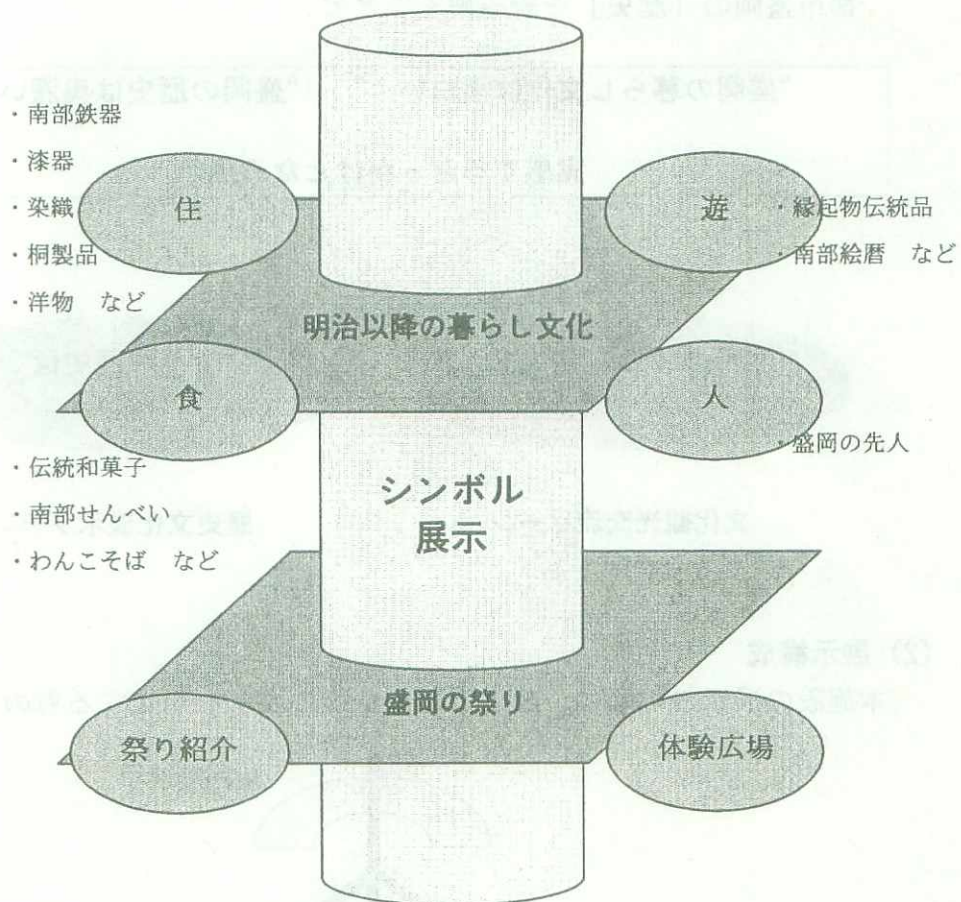 ・南部鉄器
・漆器
・染織
・桐製品
・洋物 など
住
遊
・縁起物伝統品
・南部絵暦 など
明治以降の暮らし文化
食
人
・盛岡の先人
・伝統和菓子
・南部せんべい
・わんこそば など
シンボル
展示
盛岡の祭り
祭り紹介
体験広場